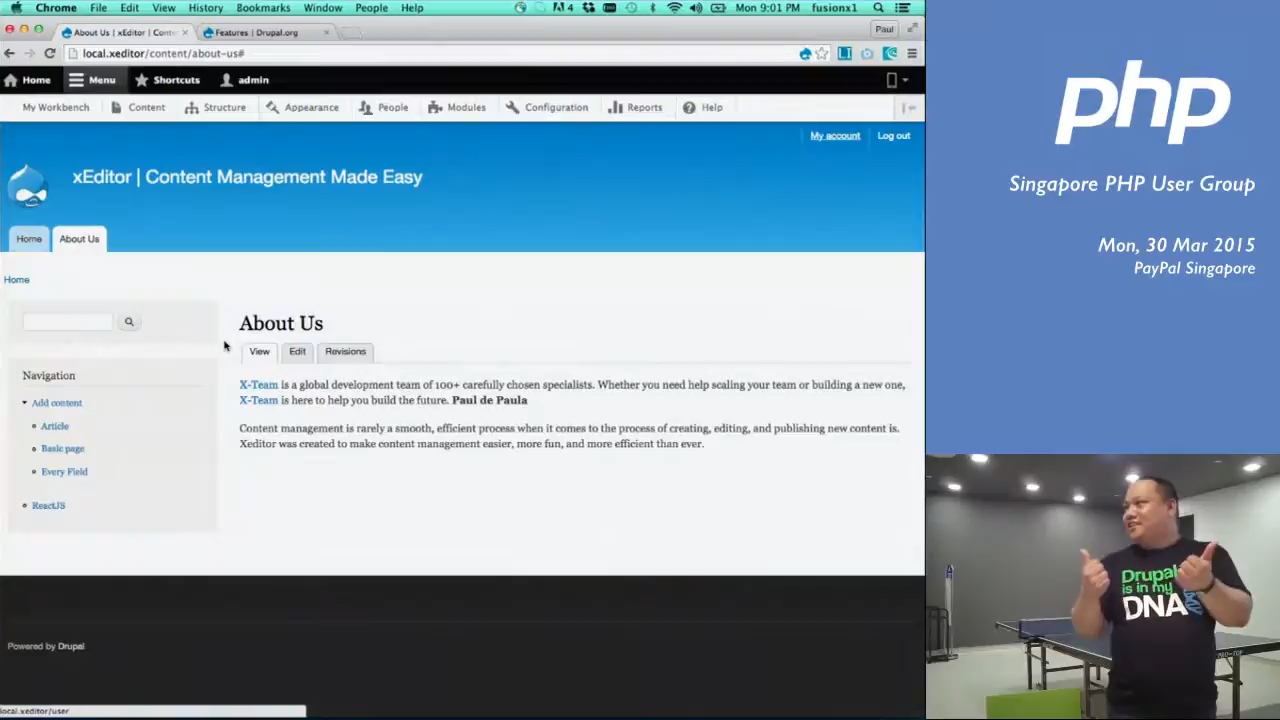 Chrome File Edit View History Bookmarks Window People Help 4 Mon 9:01 PM fusionx1
About Us | xEditor | Conte Features | Drupal.org Paul
local.xeditor/content/about-us#
Home Menu Shortcuts admin
My Workbench Content Structure Appearance People Modules Configuration Reports Help
My account Log out
xEditor | Content Management Made Easy
Home About Us
Home
About Us
View Edit Revisions
Navigation
Add content
Article
Basic page
Every Field
ReactJS
X-Team is a global development team of 100+ carefully chosen specialists. Whether you need help scaling your team or building a new one,
X-Team is here to help you build the future. Paul de Paula
Content management is rarely a smooth, efficient process when it comes to the process of creating, editing, and publishing new content is.
Xeditor was created to make content management easier, more fun, and more efficient than ever.
Powered by Drupal
local.xeditor/user
php
Singapore PHP User Group
Mon, 30 Mar 2015
PayPal Singapore
Drupal
is in my
DNA